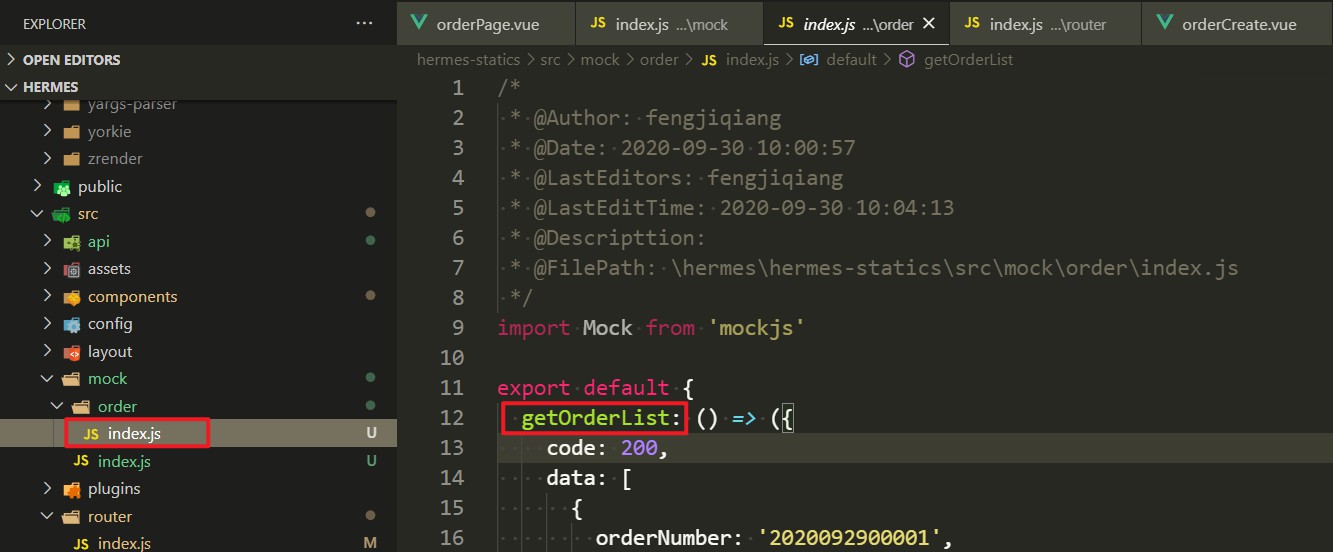 EXPLORER
OPEN EDITORS
HERMES
yargs-parser
yorkie
zrender
public
src
api
assets
components
config
layout
mock
order
JS index.js U
JS index.js U
plugins
router
JS index.js M
orderPage.vue
JS index.js ...\mock
JS index.js ...\order
JS index.js ...\router
orderCreate.vue
hermes-statics > src > mock > order > JS index.js > default > getOrderList
1 /*
2 * @Author: fengjiqiang
3 * @Date: 2020-09-30 10:00:57
4 * @LastEditors: fengjiqiang
5 * @LastEditTime: 2020-09-30 10:04:13
6 * @Descripttion:
7 * @FilePath: \hermes\hermes-statics\src\mock\order\index.js
8 */
9 import Mock from 'mockjs'
10
11 export default {
12 getOrderList: () => ({
13 code: 200,
14 data: [
15 {
16 orderNumber: '2020092900001',